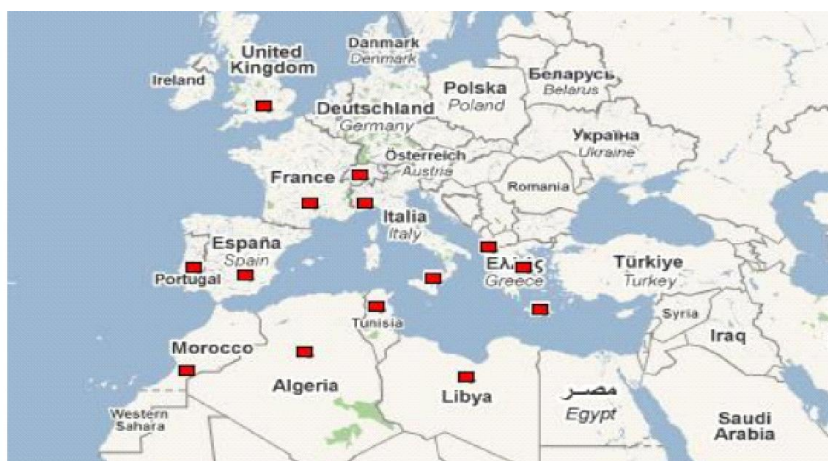 Danmark
Denmark
United
Kingdom
Ireland
Polska
Poland
Беларусь
Belarus
Deutschland
Germany
Україна
Ukraine
Österreich
Austria
France
Romania
Italia
Italy
España
Spain
Portugal
Greece
Türkiye
Turkey
Tunisia
Syria
Iraq
Morocco
Algeria
Libya
مصر
Egypt
Western
Sahara
Saudi
Arabia